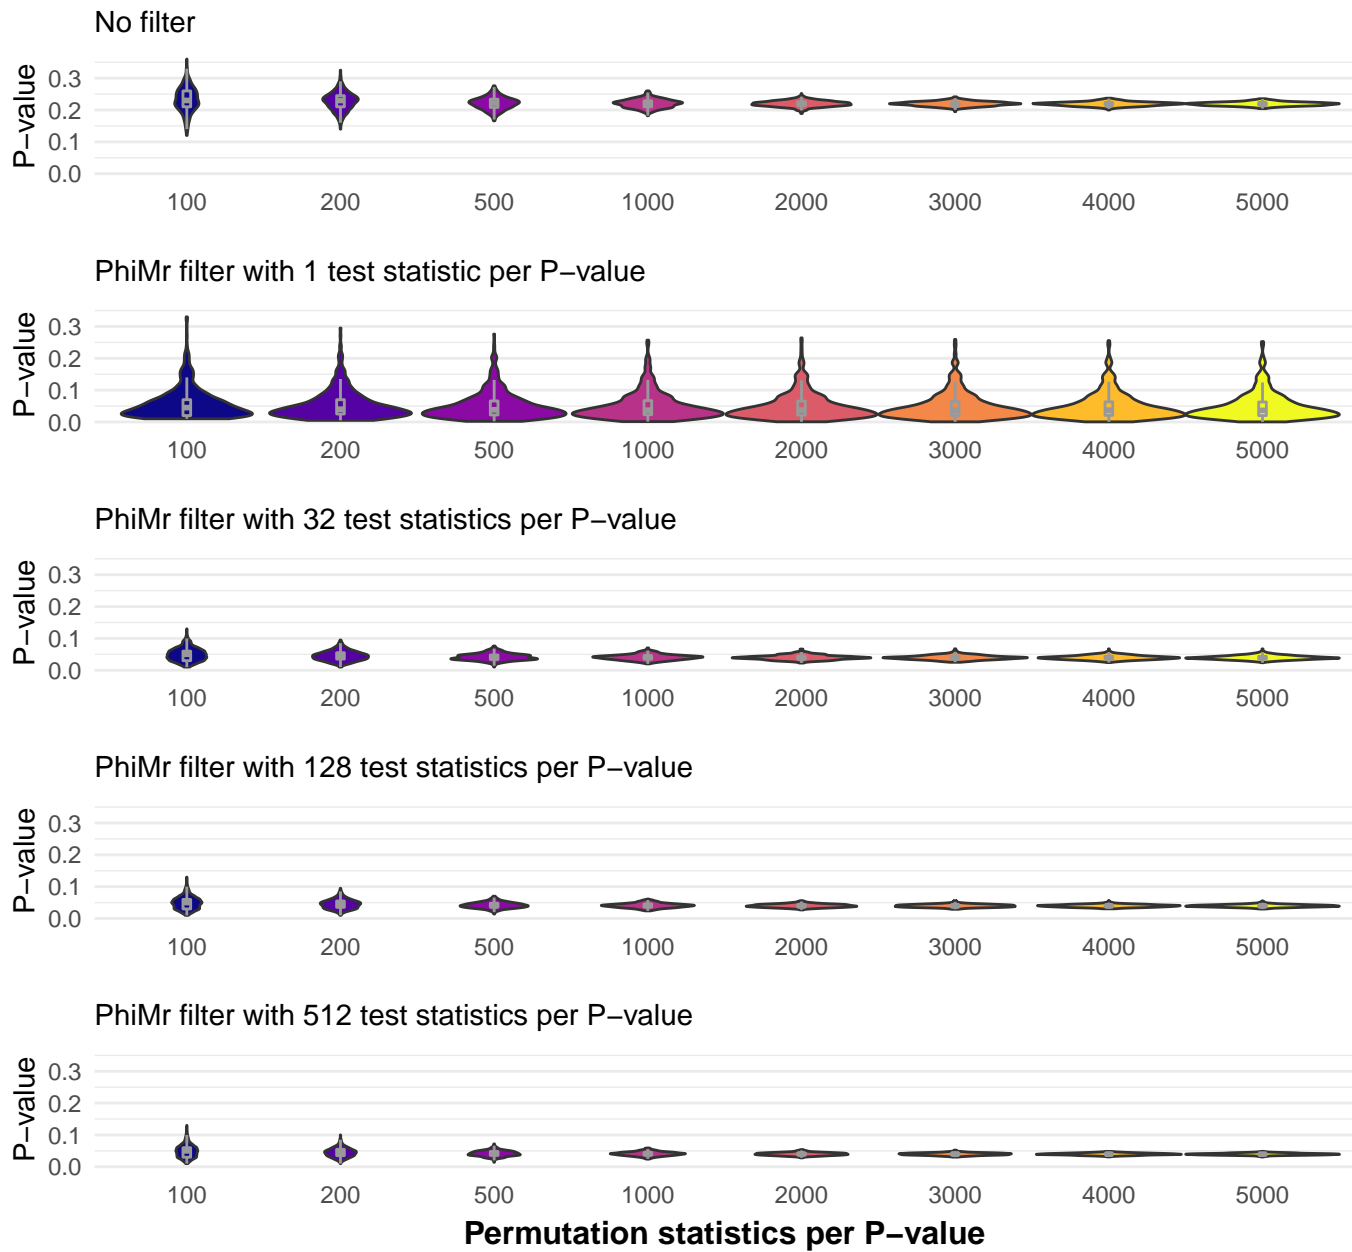 No filter
P−value
0.3
0.2
0.1
0.0
100 200 500 1000 2000 3000 4000 5000
PhiMr filter with 1 test statistic per P−value
P−value
0.3
0.2
0.1
0.0
100 200 500 1000 2000 3000 4000 5000
PhiMr filter with 32 test statistics per P−value
P−value
0.3
0.2
0.1
0.0
100 200 500 1000 2000 3000 4000 5000
PhiMr filter with 128 test statistics per P−value
P−value
0.3
0.2
0.1
0.0
100 200 500 1000 2000 3000 4000 5000
PhiMr filter with 512 test statistics per P−value
P−value
0.3
0.2
0.1
0.0
100 200 500 1000 2000 3000 4000 5000
Permutation statistics per P−value